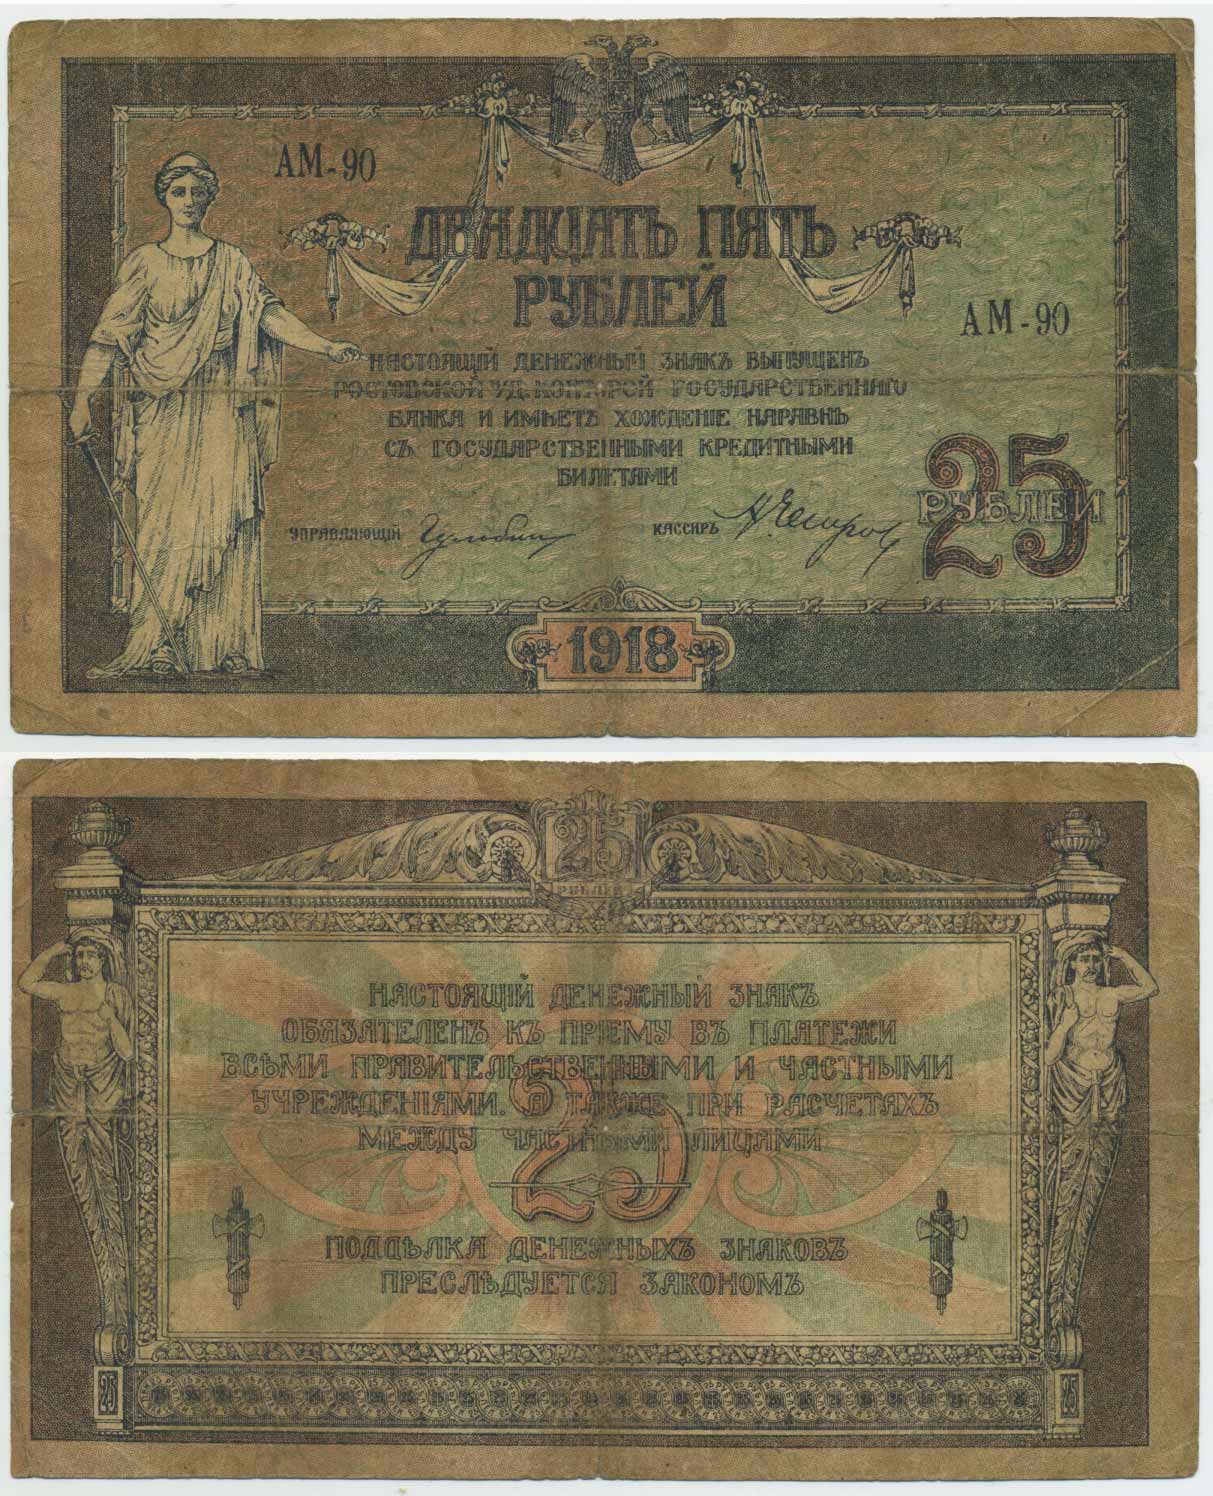 АМ-90
ДВАДЦАТЬ ПЯТЬ
РУБЛЕЙ
АМ-90
НАСТОЯЩІЙ ДЕНЕЖНЫЙ ЗНАКЪ ВЫПУЩЕНЪ
РОСТОВСКОЙ УД. КОНТОРОЙ ГОСУДАРСТВЕННАГО
БАНКА И ИМѢЕТЪ ХОЖДЕНІЕ НАРАВНѢ
СЪ ГОСУДАРСТВЕННЫМИ КРЕДИТНЫМИ
БИЛЕТАМИ
25
РУБЛЕЙ
УПРАВЛЯЮЩІЙ
КАССИРЪ
1918
25
РУБЛЕЙ
НАСТОЯЩІЙ ДЕНЕЖНЫЙ ЗНАКЪ
ОБЯЗАТЕЛЕНЪ КЪ ПРІЕМУ ВЪ ПЛАТЕЖИ
ВСѢМИ ПРАВИТЕЛЬСТВЕННЫМИ И ЧАСТНЫМИ
УЧРЕЖДЕНІЯМИ. А ТАКЖЕ ПРИ РАСЧЕТАХЪ
МЕЖДУ ЧАСТНЫМИ ЛИЦАМИ
25
ПОДДѢЛКА ДЕНЕЖНЫХЪ ЗНАКОВЪ
ПРЕСЛѢДУЕТСЯ ЗАКОНОМЪ
25
25